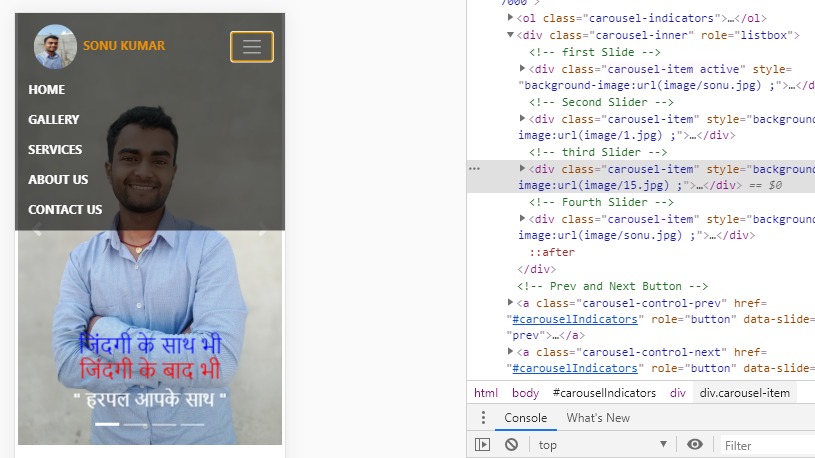 SONU KUMAR
HOME
GALLERY
SERVICES
ABOUT US
CONTACT US
जिंदगी के साथ भी
जिंदगी के बाद भी
" हरपल आपके साथ "
7000">
<ol class="carousel-indicators">…</ol>
<div class="carousel-inner" role="listbox">
<!-- first Slide -->
<div class="carousel-item active" style=
"background-image:url(image/sonu.jpg) ;">…</d
<!-- Second Slider -->
<div class="carousel-item" style="backgroun
image:url(image/1.jpg) ;">…</div>
<!-- third Slider -->
... <div class="carousel-item" style="backgroun
image:url(image/15.jpg) ;">…</div> == $0
<!-- Fourth Slider -->
<div class="carousel-item" style="backgroun
image:url(image/sonu.jpg) ;">…</div>
::after
</div>
<!-- Prev and Next Button -->
<a class="carousel-control-prev" href=
"#carouselIndicators" role="button" data-slide=
"prev">…</a>
<a class="carousel-control-next" href=
"#carouselIndicators" role="button" data-slide=
html body #carouselIndicators div div.carousel-item
Console What's New
top Filter